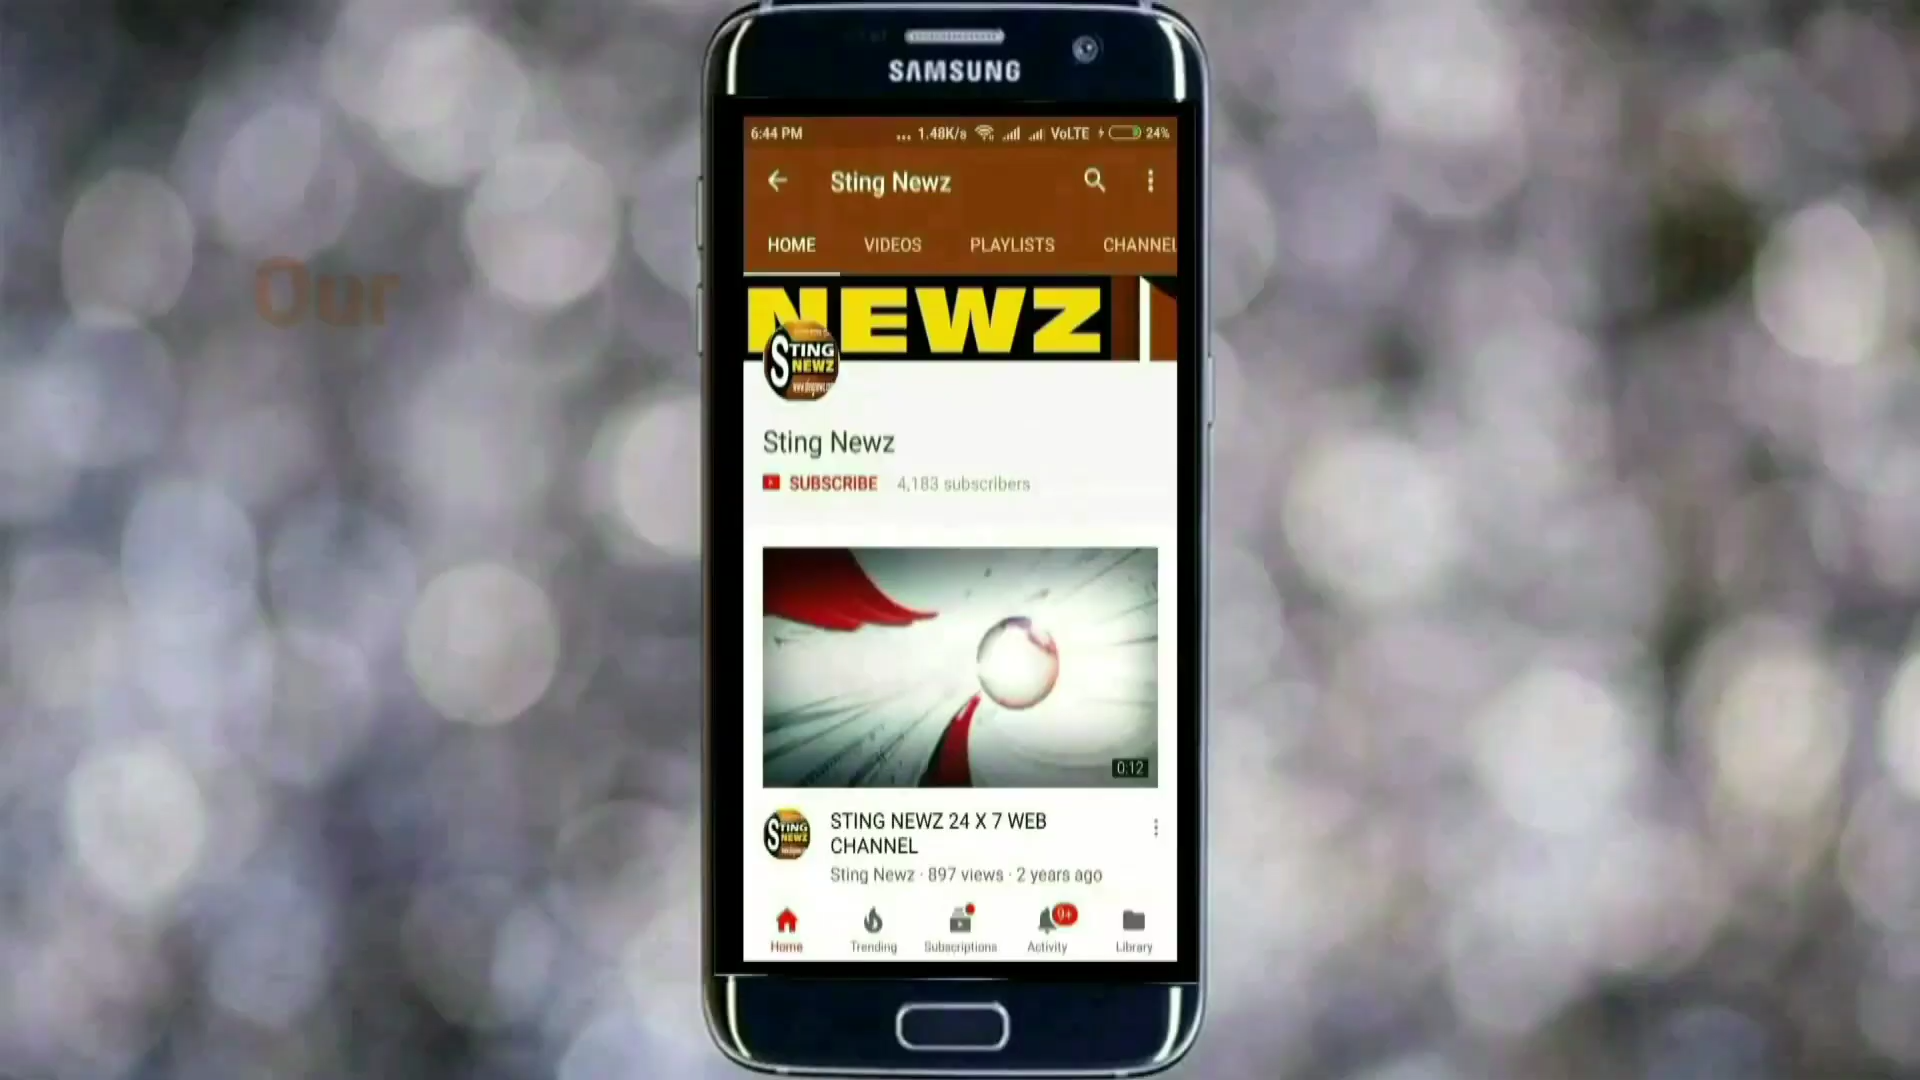 SAMSUNG
6:44 PM ... 1.48K/s VoLTE 24%
Sting Newz
HOME VIDEOS PLAYLISTS CHANNEL
NEWZ
STING
NEWZ
Our
Sting Newz
SUBSCRIBE 4,183 subscribers
0:12
STING NEWZ
STING NEWZ 24 X 7 WEB
CHANNEL
Sting Newz · 897 views · 2 years ago
9+
Home Trending Subscriptions Activity Library